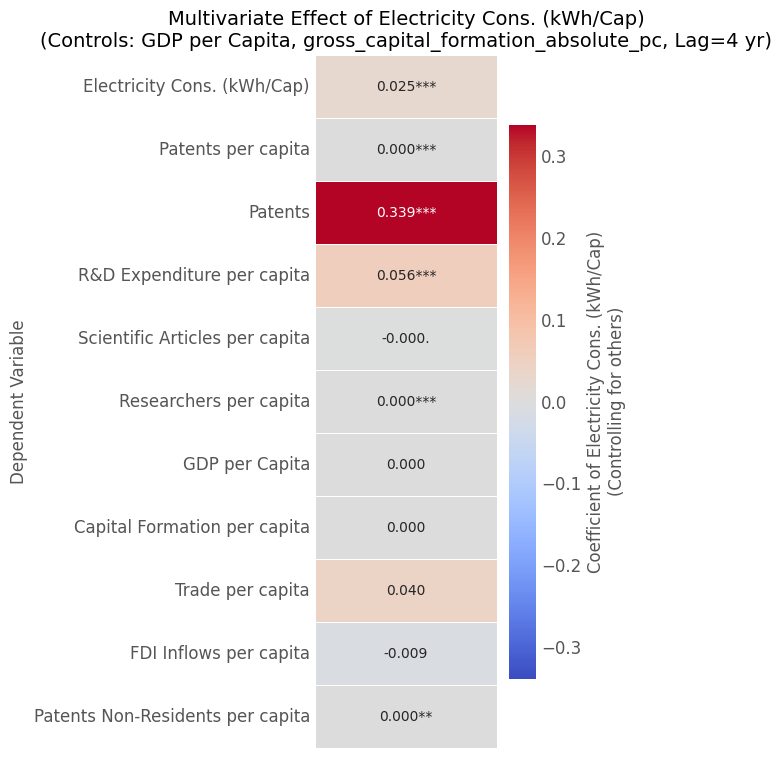 Multivariate Effect of Electricity Cons. (kWh/Cap)
(Controls: GDP per Capita, gross_capital_formation_absolute_pc, Lag=4 yr)
Dependent Variable
Electricity Cons. (kWh/Cap) 0.025***
Patents per capita 0.000***
Patents 0.339***
R&D Expenditure per capita 0.056***
Scientific Articles per capita -0.000.
Researchers per capita 0.000***
GDP per Capita 0.000
Capital Formation per capita 0.000
Trade per capita 0.040
FDI Inflows per capita -0.009
Patents Non-Residents per capita 0.000**
0.3
0.2
0.1
0.0
−0.1
−0.2
−0.3
Coefficient of Electricity Cons. (kWh/Cap)
(Controlling for others)